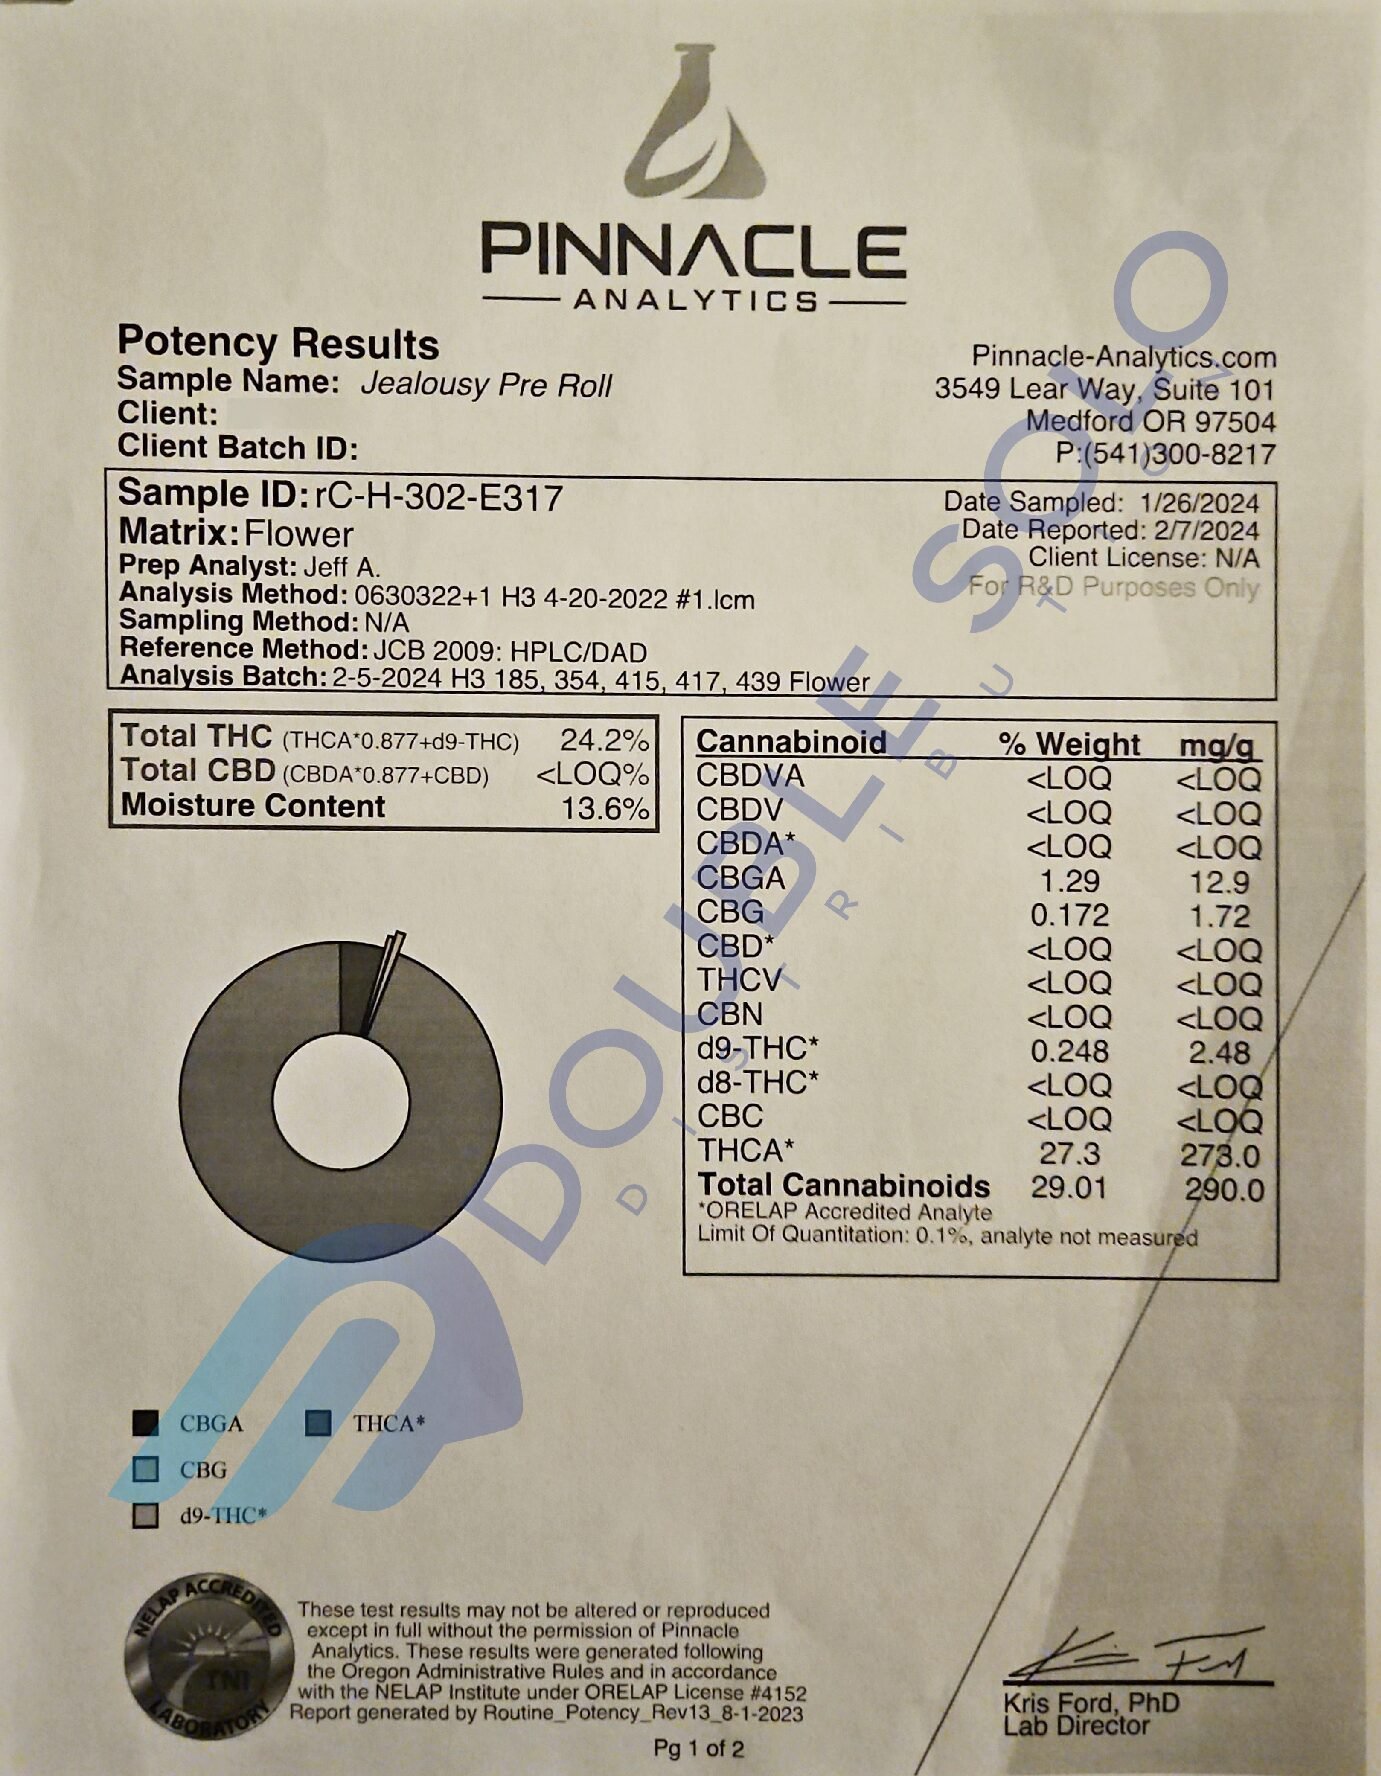 PINNACLE
ANALYTICS
Potency Results
Sample Name: Jealousy Pre Roll
Client:
Client Batch ID:
Pinnacle-Analytics.com
3549 Lear Way, Suite 101
Medford OR 97504
P:(541)300-8217
Sample ID: rC-H-302-E317
Matrix: Flower
Prep Analyst: Jeff A.
Analysis Method: 0630322+1 H3 4-20-2022 #1.lcm
Sampling Method: N/A
Reference Method: JCB 2009: HPLC/DAD
Analysis Batch: 2-5-2024 H3 185, 354, 415, 417, 439 Flower
Date Sampled: 1/26/2024
Date Reported: 2/7/2024
Client License: N/A
For R&D Purposes Only
Total THC (THCA*0.877+d9-THC) 24.2%
Total CBD (CBDA*0.877+CBD) <LOQ%
Moisture Content 13.6%
Cannabinoid % Weight mg/g
CBDVA <LOQ <LOQ
CBDV <LOQ <LOQ
CBDA* <LOQ <LOQ
CBGA 1.29 12.9
CBG 0.172 1.72
CBD* <LOQ <LOQ
THCV <LOQ <LOQ
CBN <LOQ <LOQ
d9-THC* 0.248 2.48
d8-THC* <LOQ <LOQ
CBC <LOQ <LOQ
THCA* 27.3 273.0
Total Cannabinoids 29.01 290.0
*ORELAP Accredited Analyte
Limit Of Quantitation: 0.1%, analyte not measured
DOUBLE SOLO
DISTRIBUTION
CBGA THCA*
CBG
d9-THC*
NELAP ACCREDITED
TNI
LABORATORY
These test results may not be altered or reproduced
except in full without the permission of Pinnacle
Analytics. These results were generated following
the Oregon Administrative Rules and in accordance
with the NELAP Institute under ORELAP License #4152
Report generated by Routine_Potency_Rev13_8-1-2023
Kris Ford, PhD
Lab Director
Pg 1 of 2